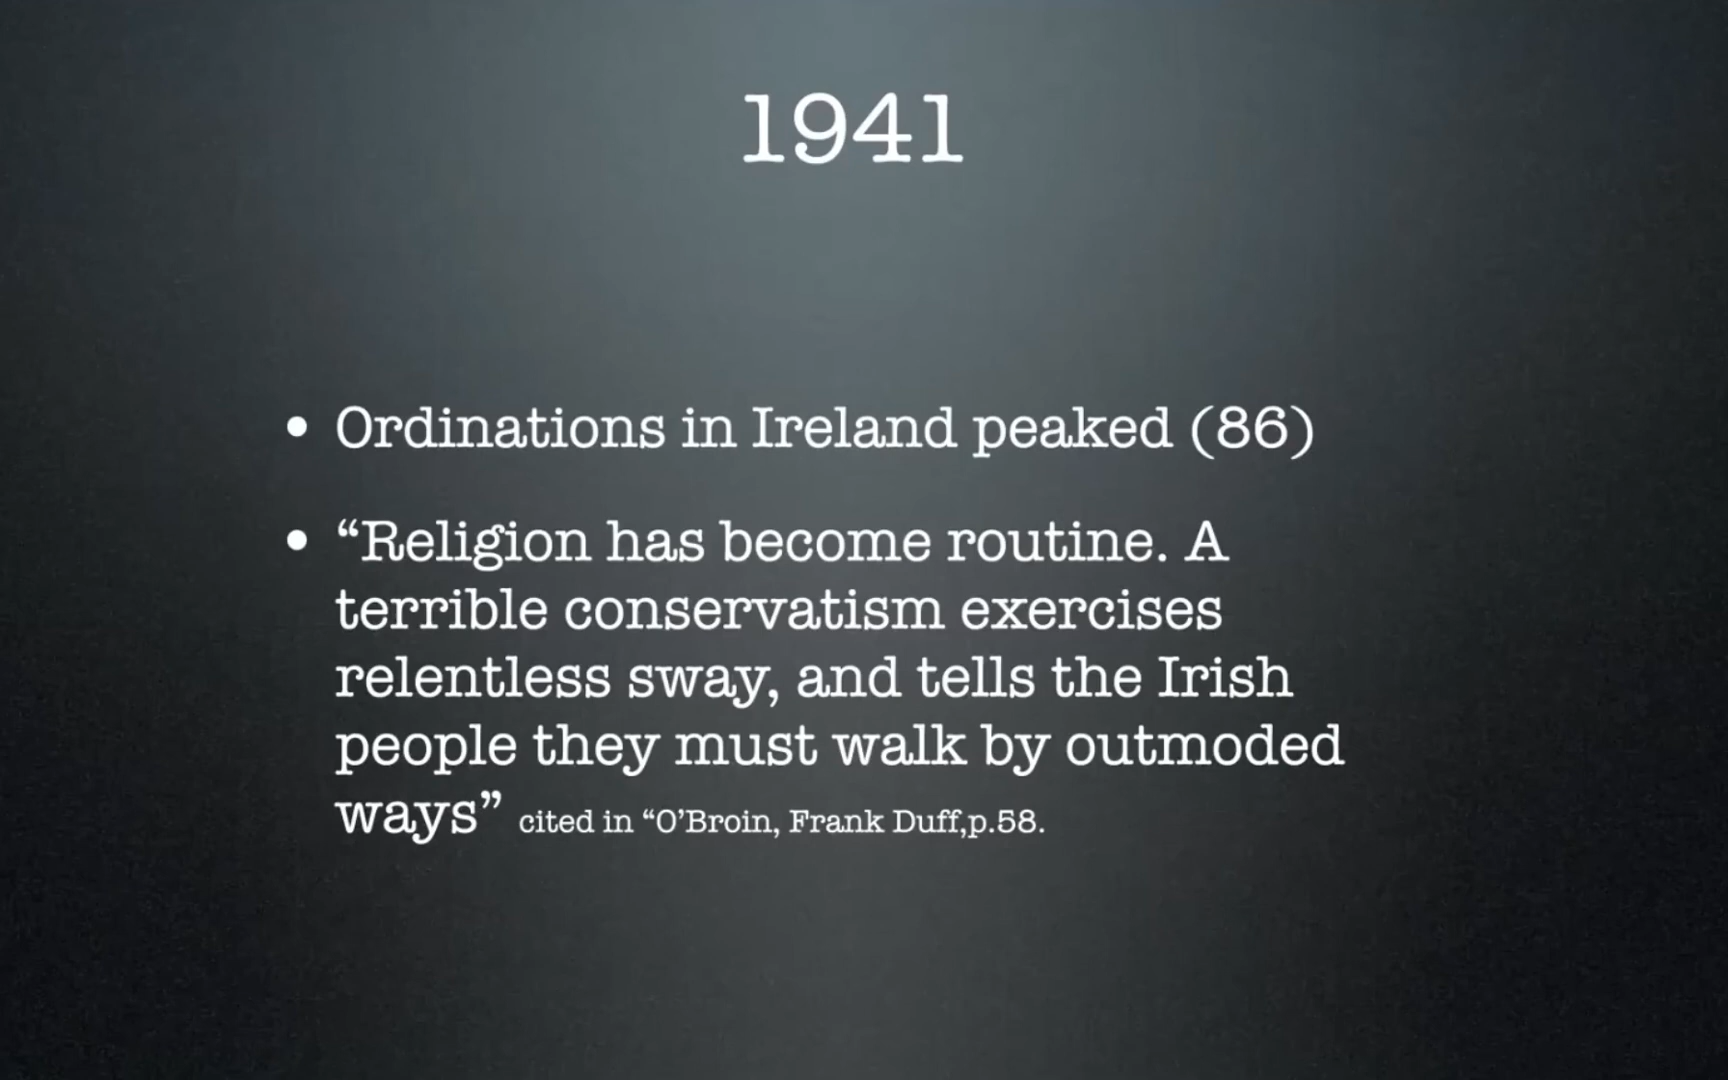 1941
• Ordinations in Ireland peaked (86)
• “Religion has become routine. A
terrible conservatism exercises
relentless sway, and tells the Irish
people they must walk by outmoded
ways” cited in “O’Broin, Frank Duff,p.58.